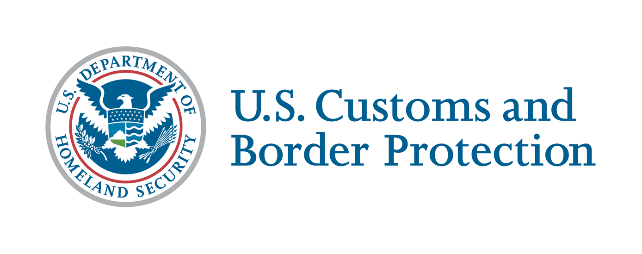 U.S. DEPARTMENT OF
HOMELAND SECURITY
U.S. Customs and
Border Protection